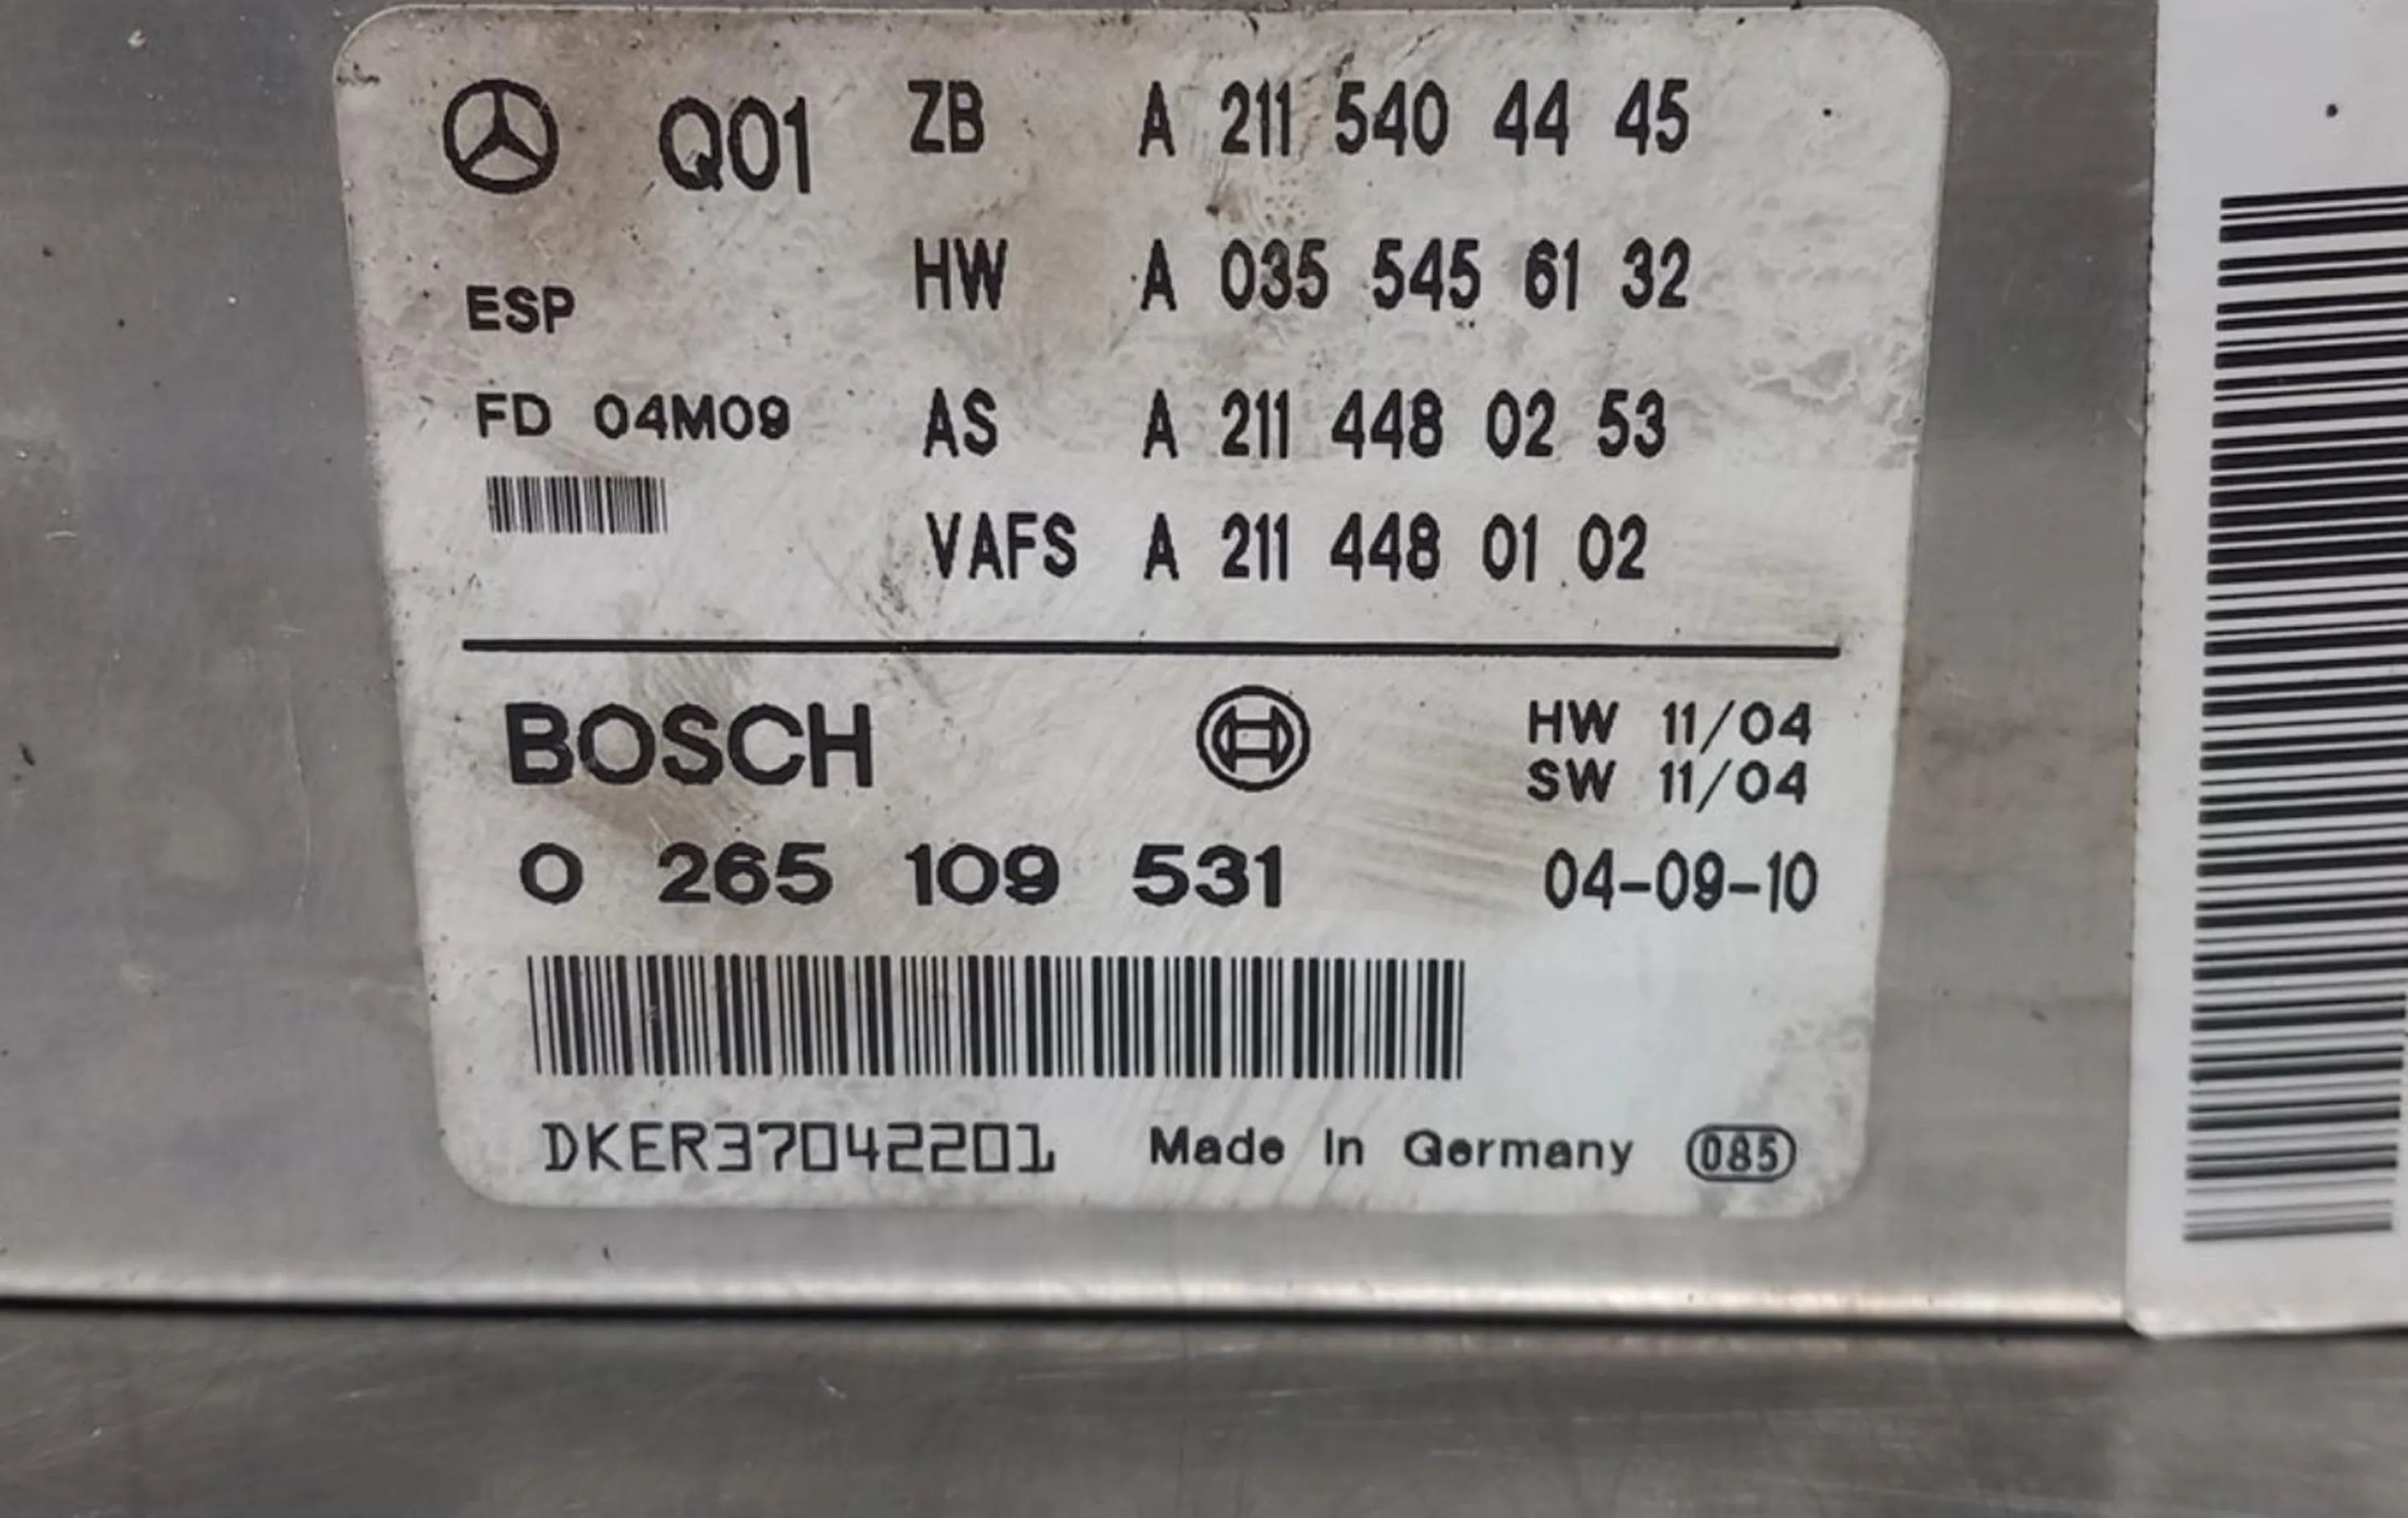 Q01 ZB A 211 540 44 45
ESP HW A 035 545 61 32
FD 04M09 AS A 211 448 02 53
VAFS A 211 448 01 02
BOSCH HW 11/04
SW 11/04
0 265 109 531 04-09-10
DKER37042201 Made In Germany 085